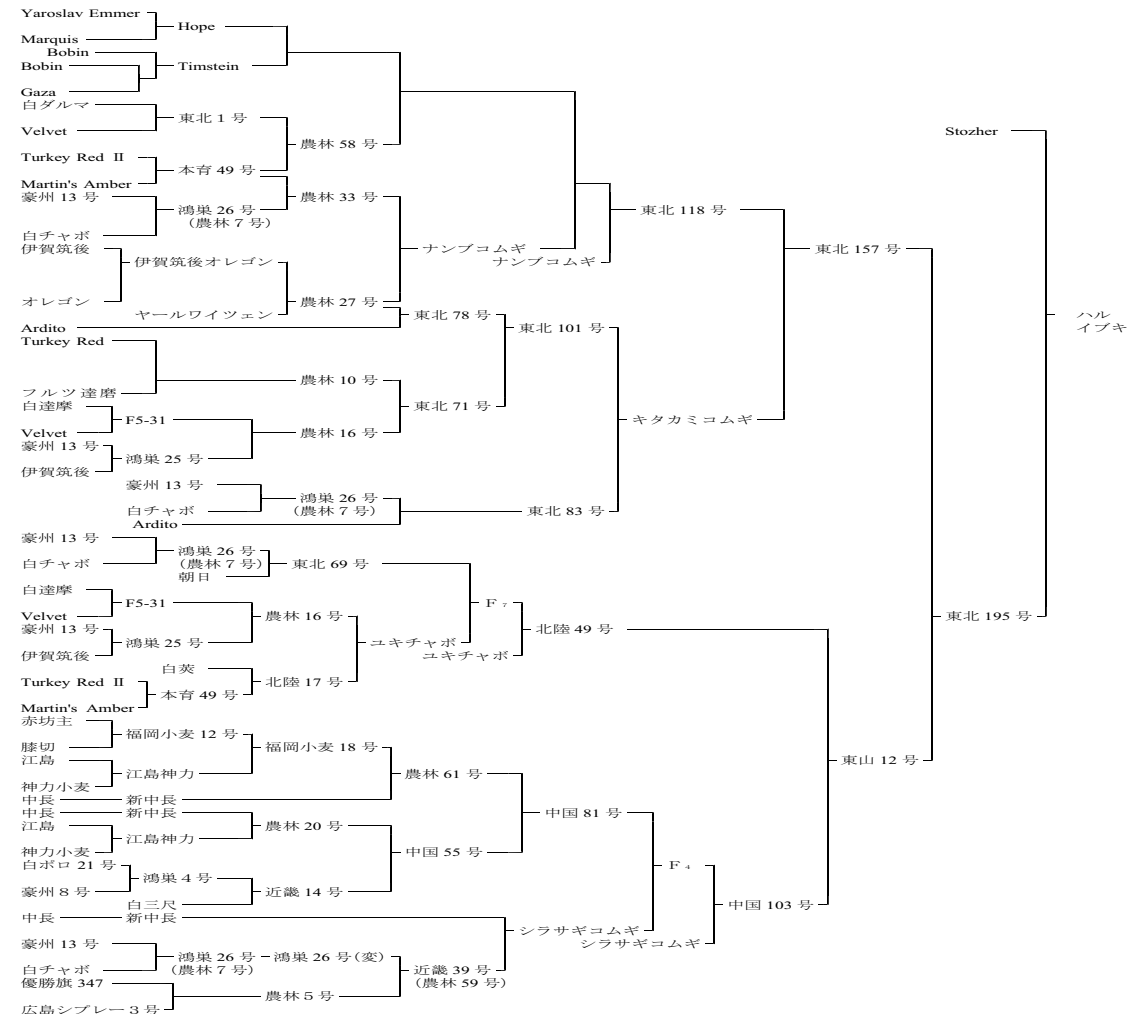 Yaroslav Emmer
Hope
Marquis
Bobin
Bobin
Timstein
Gaza
白ダルマ
東北 1 号
Velvet
Stozher
農林 58 号
Turkey Red Ⅱ
本育 49 号
Martin's Amber
豪州 13 号
農林 33 号
鴻巣 26 号
東北 118 号
(農林 7 号)
白チャボ
伊賀筑後
ナンブコムギ
東北 157 号
伊賀筑後オレゴン
ナンブコムギ
オレゴン
農林 27 号
ヤールワイツェン
東北 78 号
ハル
イブキ
Ardito
東北 101 号
Turkey Red
農林 10 号
フルツ達磨
白達摩
東北 71 号
F5-31
キタカミコムギ
Velvet
農林 16 号
豪州 13 号
鴻巣 25 号
伊賀筑後
豪州 13 号
鴻巣 26 号
白チャボ
(農林 7 号)
東北 83 号
Ardito
豪州 13 号
鴻巣 26 号
白チャボ
(農林 7 号)
東北 69 号
朝日
白達摩
F5-31
F 7
Velvet
農林 16 号
東北 195 号
豪州 13 号
北陸 49 号
鴻巣 25 号
ユキチャボ
伊賀筑後
ユキチャボ
白莢
Turkey Red Ⅱ
北陸 17 号
本育 49 号
Martin's Amber
赤坊主
福岡小麦 12 号
膝切
福岡小麦 18 号
江島
東山 12 号
江島神力
農林 61 号
神力小麦
中長
新中長
中長
新中長
中国 81 号
江島
農林 20 号
江島神力
神力小麦
中国 55 号
白ボロ 21 号
F 4
鴻巣 4 号
豪州 8 号
近畿 14 号
白三尺
中国 103 号
中長
新中長
シラサギコムギ
豪州 13 号
シラサギコムギ
鴻巣 26 号
鴻巣 26 号(変)
白チャボ
(農林 7 号)
近畿 39 号
優勝旗 347
(農林 59 号)
農林 5 号
広島シプレー 3 号